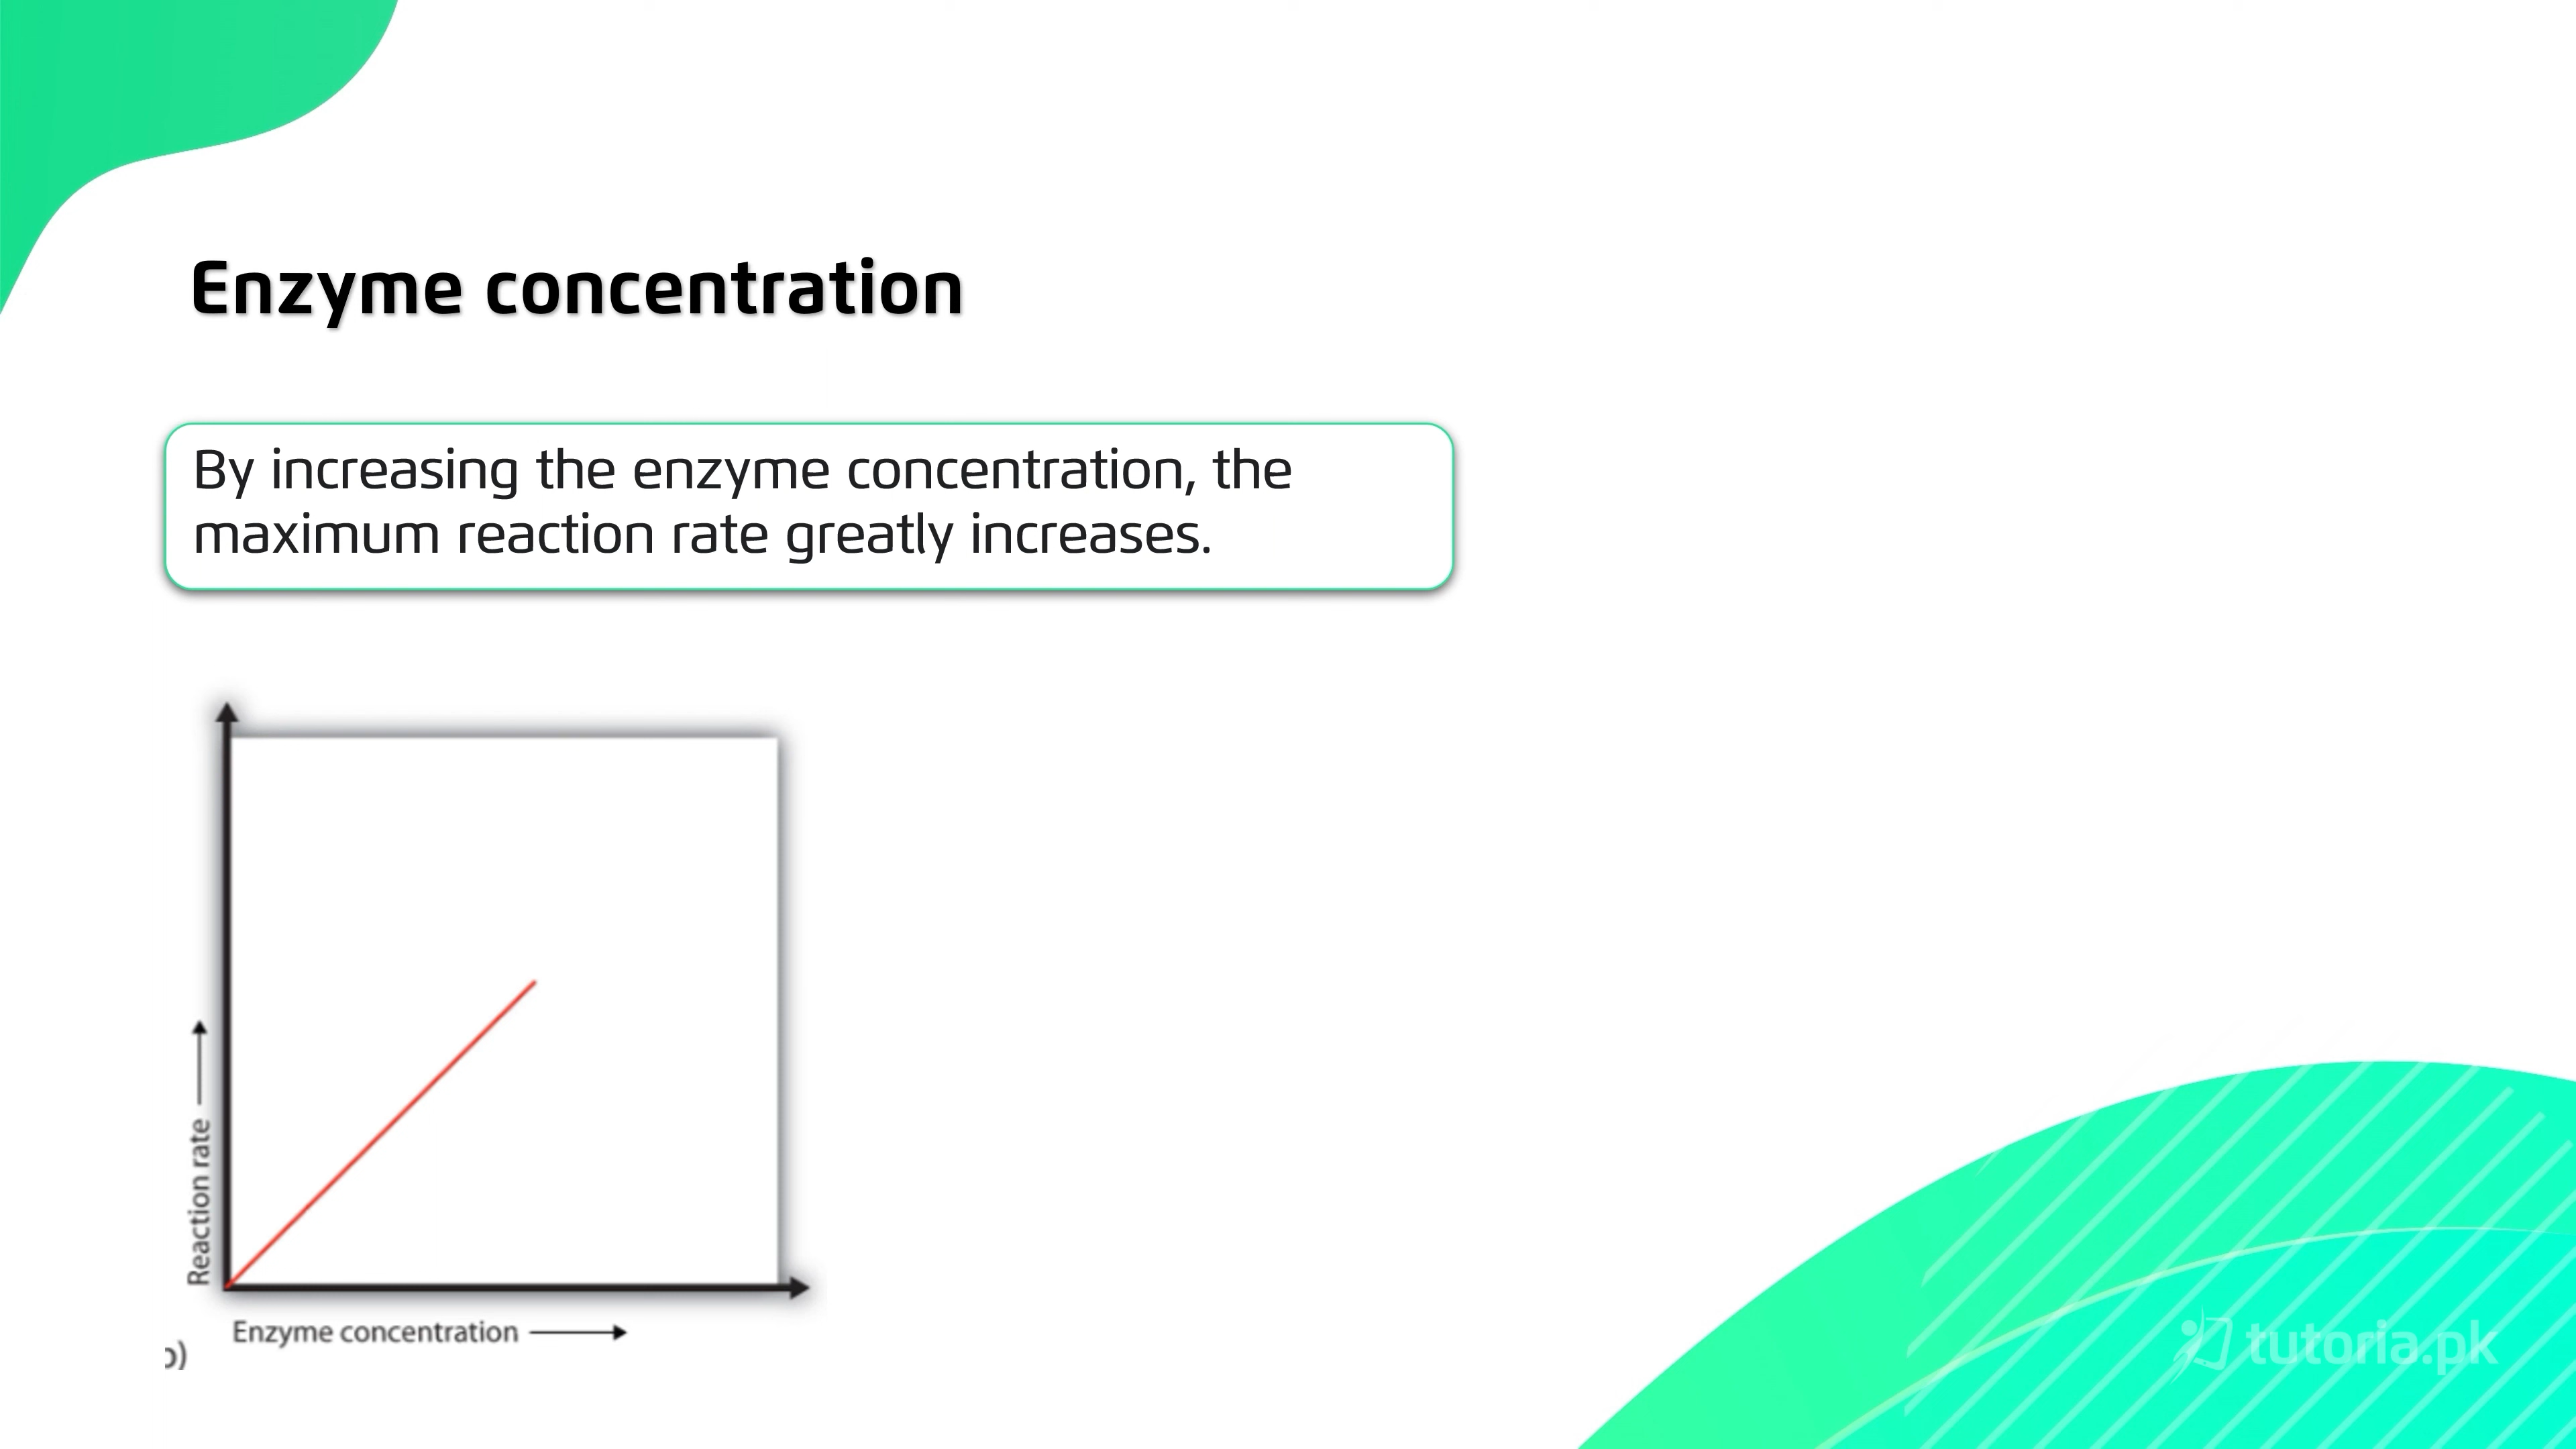 Enzyme concentration
By increasing the enzyme concentration, the
maximum reaction rate greatly increases.
Reaction rate
Enzyme concentration
b)
tutoria.pk